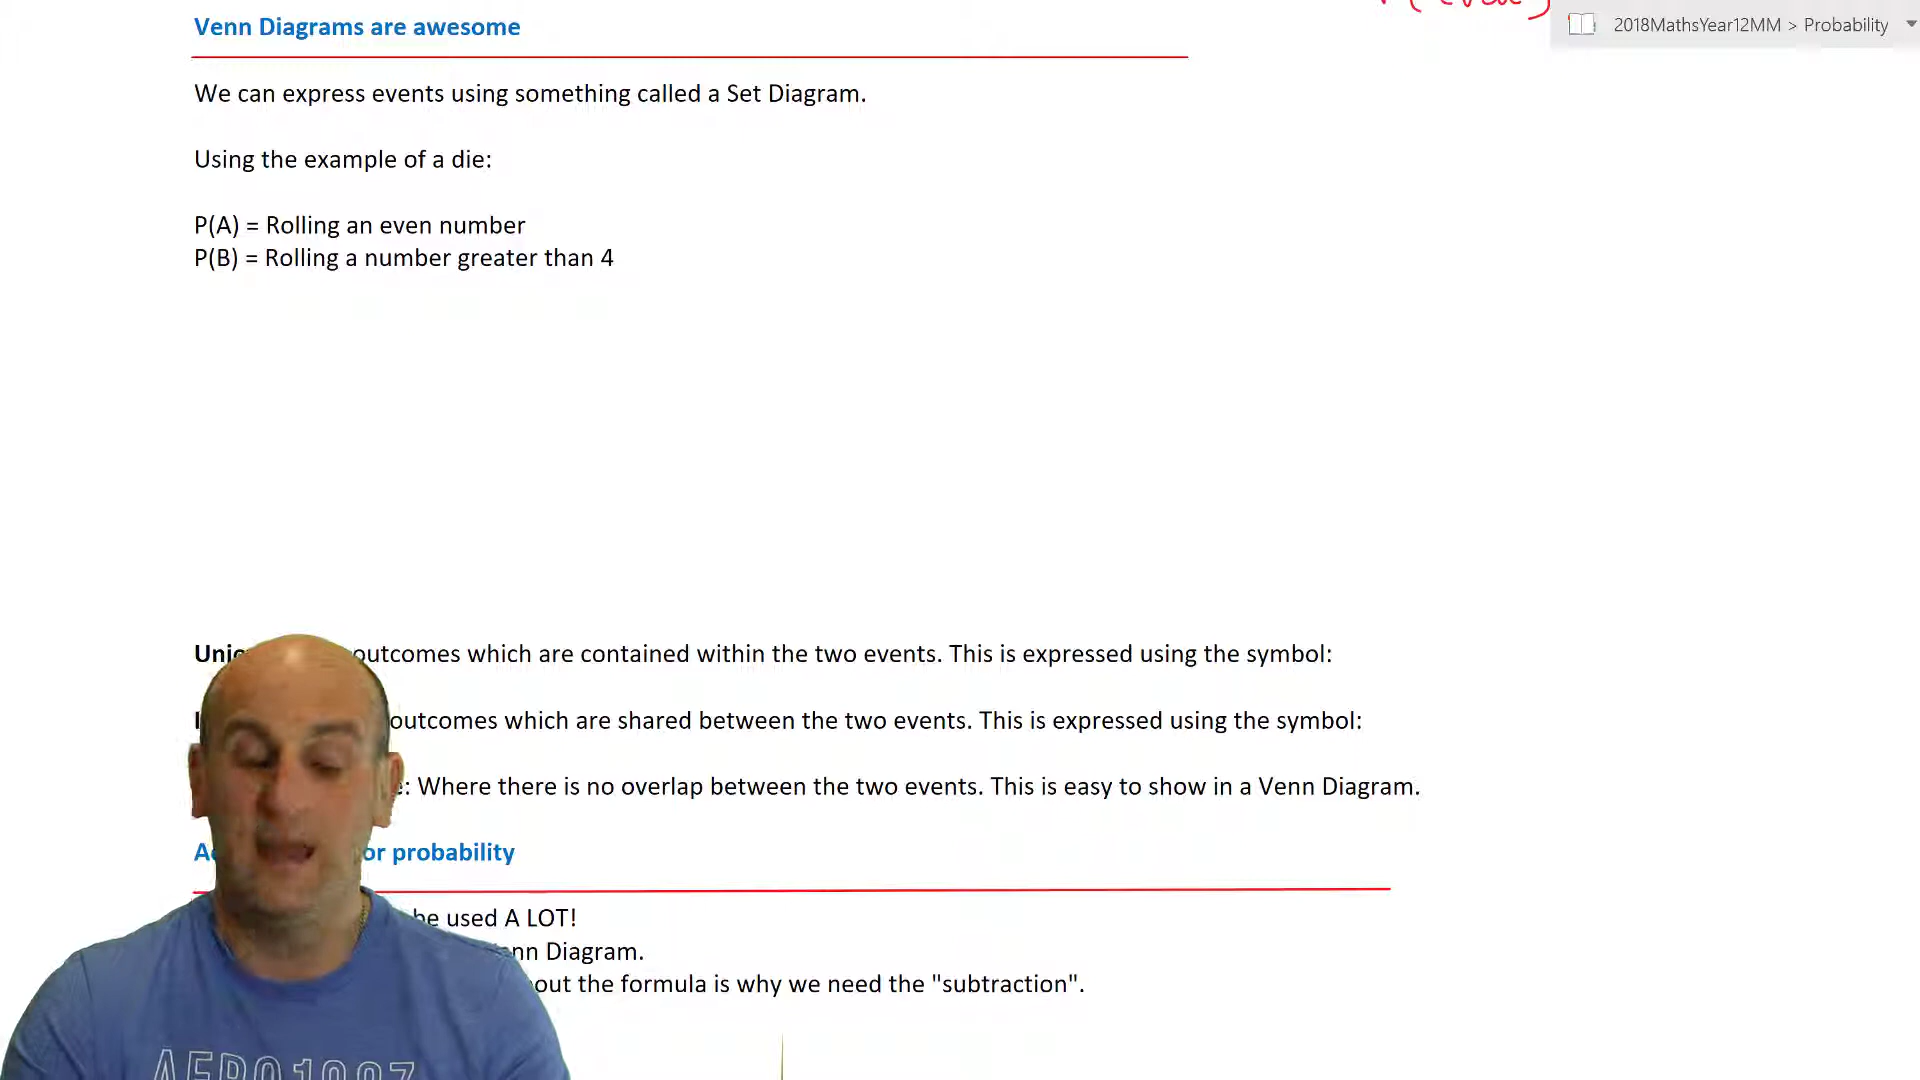 2018MathsYear12MM > Probability
Venn Diagrams are awesome
We can express events using something called a Set Diagram.
Using the example of a die:
P(A) = Rolling an even number
P(B) = Rolling a number greater than 4
outcomes which are contained within the two events. This is expressed using the symbol:
outcomes which are shared between the two events. This is expressed using the symbol:
: Where there is no overlap between the two events. This is easy to show in a Venn Diagram.
or probability
be used A LOT!
nn Diagram.
out the formula is why we need the "subtraction".